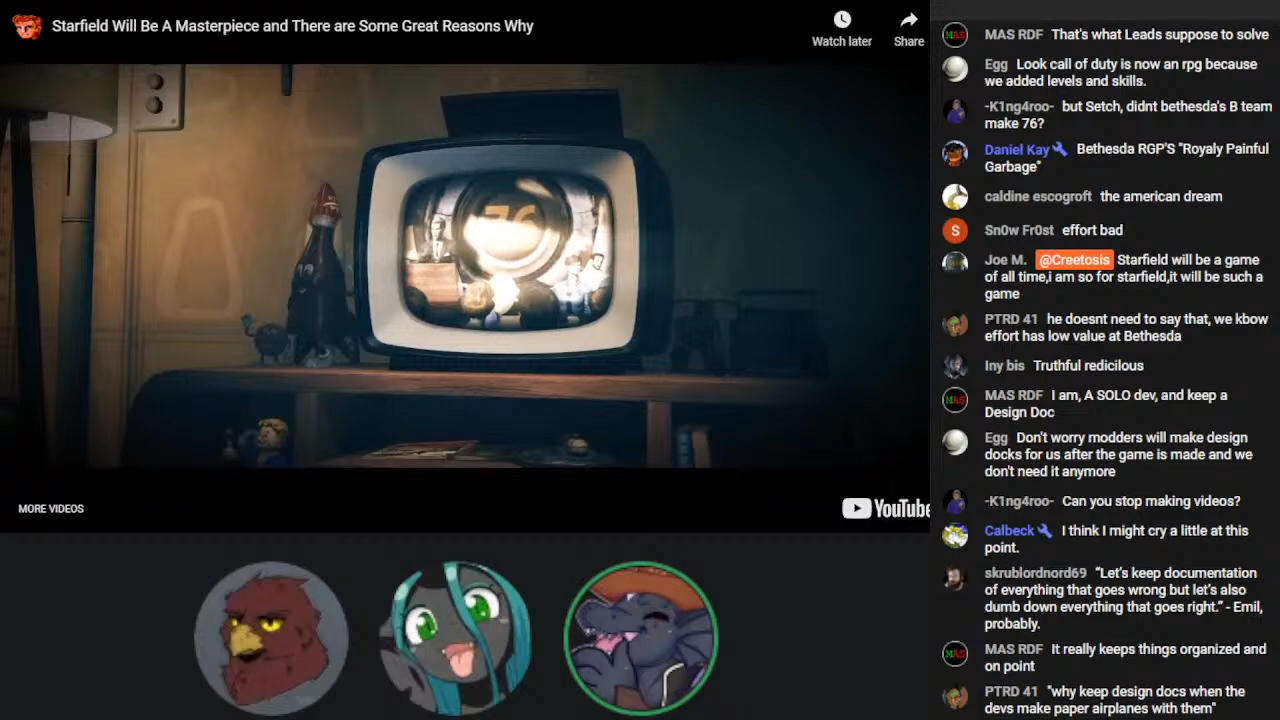 Starfield Will Be A Masterpiece and There are Some Great Reasons Why
Watch later
Share
76
MORE VIDEOS
YouTube
MAS RDF That's what Leads suppose to solve
Egg Look call of duty is now an rpg because
we added levels and skills.
-K1ng4roo- but Setch, didnt bethesda's B team
make 76?
Daniel Kay Bethesda RGP'S "Royaly Painful
Garbage"
caldine escogroft the american dream
S
Sn0w Fr0st effort bad
Joe M. @Creetosis Starfield will be a game
of all time,i am so for starfield,it will be such a
game
PTRD 41 he doesnt need to say that, we kbow
effort has low value at Bethesda
Iny bis Truthful redicilous
MAS RDF I am, A SOLO dev, and keep a
Design Doc
Egg Don't worry modders will make design
docks for us after the game is made and we
don't need it anymore
-K1ng4roo- Can you stop making videos?
Calbeck I think I might cry a little at this
point.
skrublordnord69 “Let’s keep documentation
of everything that goes wrong but let’s also
dumb down everything that goes right.” - Emil,
probably.
MAS RDF It really keeps things organized and
on point
PTRD 41 "why keep design docs when the
devs make paper airplanes with them"